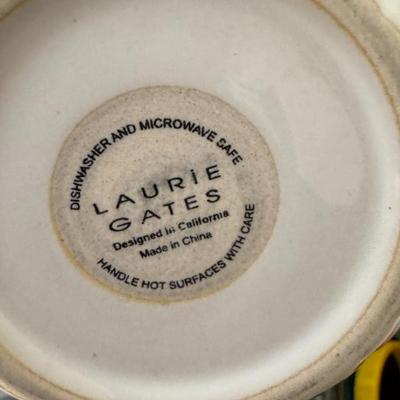 DISHWASHER AND MICROWAVE SAFE
LAURiE
GATES
Designed in California
Made in China
HANDLE HOT SURFACES WITH CARE